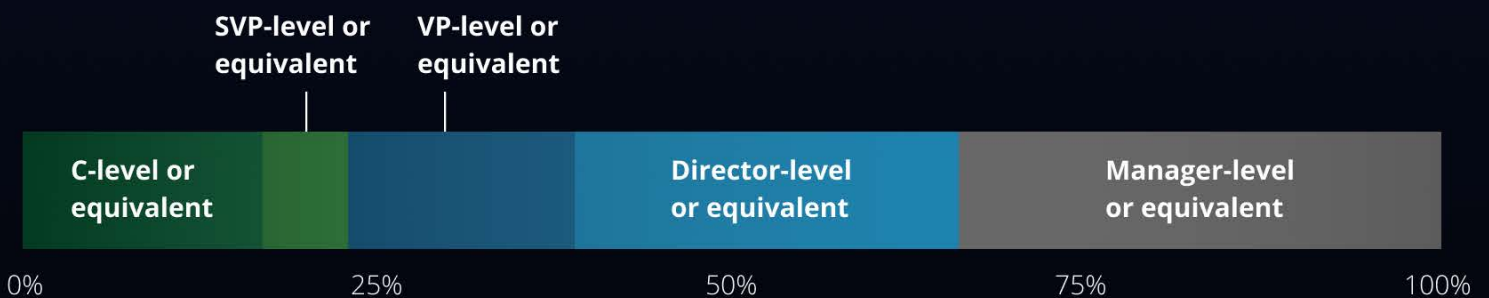 SVP-level or
equivalent
VP-level or
equivalent
C-level or
equivalent
Director-level
or equivalent
Manager-level
or equivalent
0%
25%
50%
75%
100%